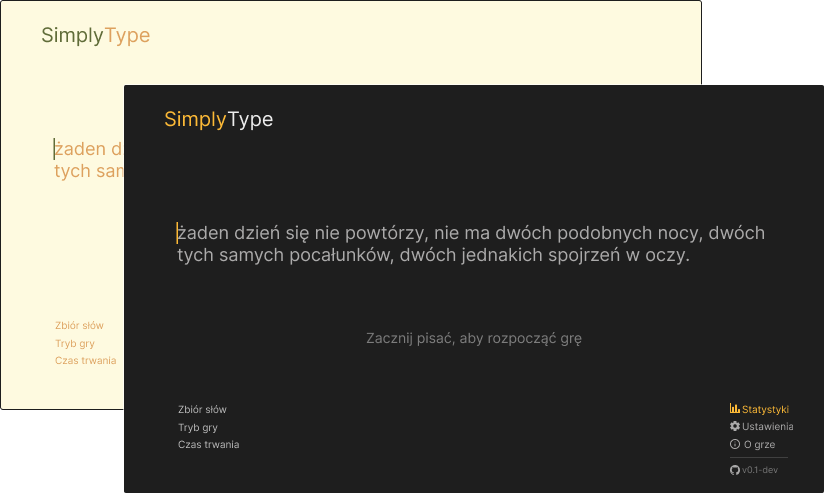 SimplyType
żaden d
tych sam
Zbiór słów
Tryb gry
Czas trwania
SimplyType
żaden dzień się nie powtórzy, nie ma dwóch podobnych nocy, dwóch
tych samych pocałunków, dwóch jednakich spojrzeń w oczy.
Zacznij pisać, aby rozpocząć grę
Zbiór słów
Tryb gry
Czas trwania
Statystyki
Ustawienia
O grze
v0.1-dev